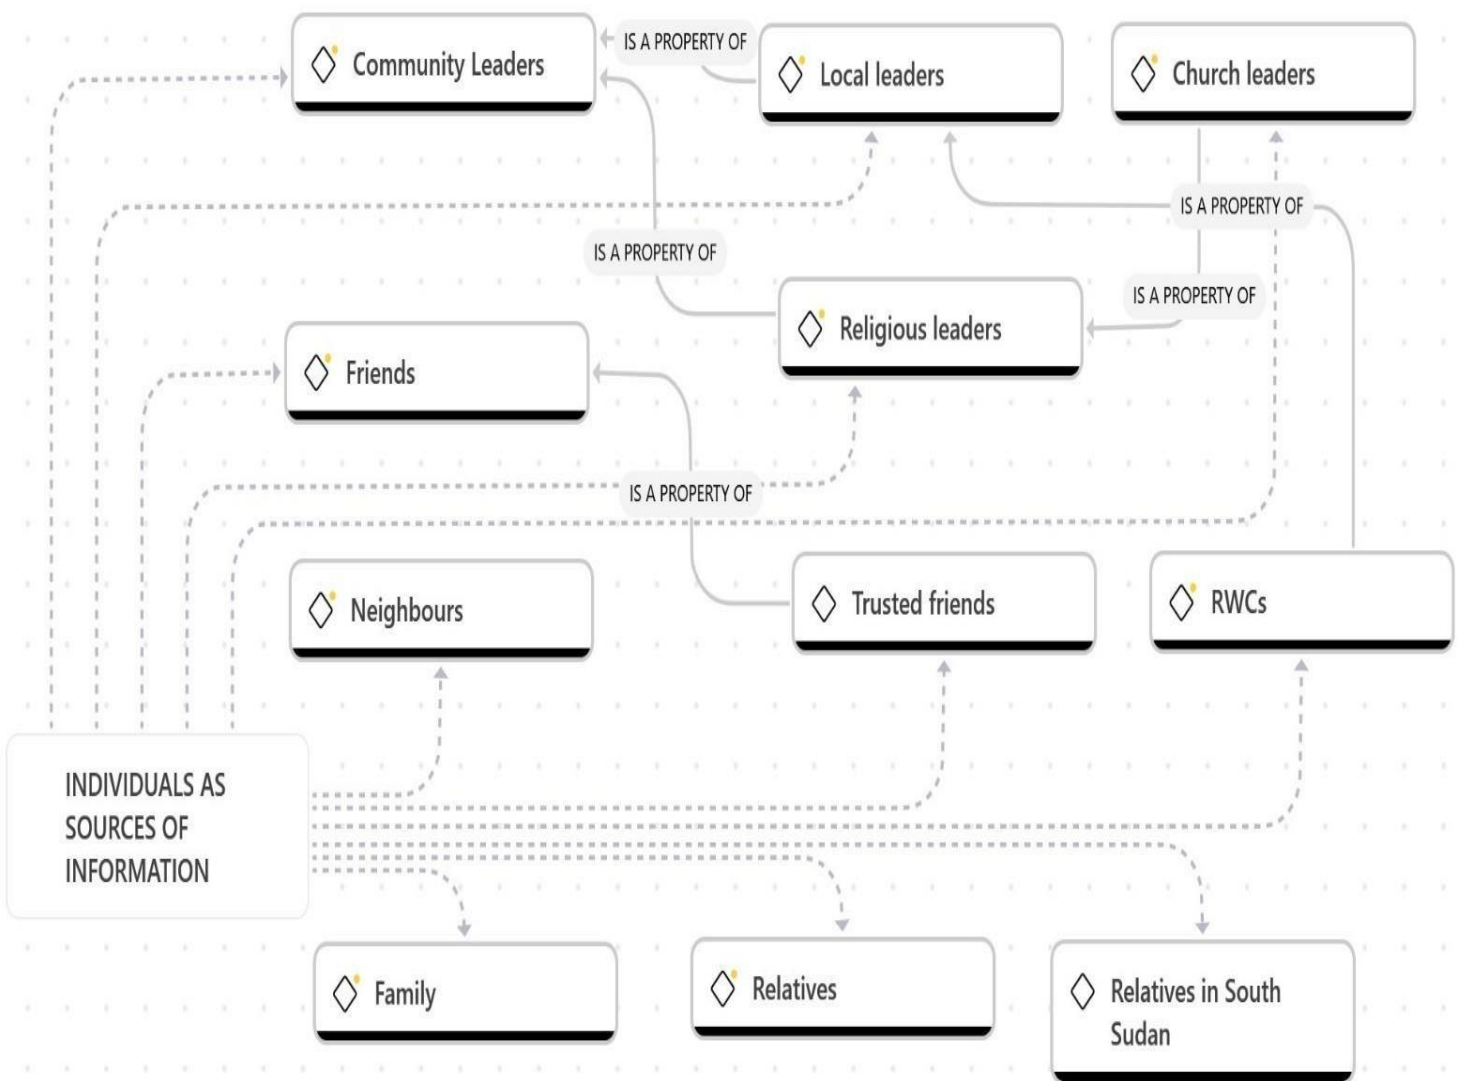 Community Leaders
IS A PROPERTY OF
Local leaders
Church leaders
IS A PROPERTY OF
IS A PROPERTY OF
IS A PROPERTY OF
Religious leaders
Friends
IS A PROPERTY OF
Neighbours
Trusted friends
RWCs
INDIVIDUALS AS
SOURCES OF
INFORMATION
Family
Relatives
Relatives in South
Sudan